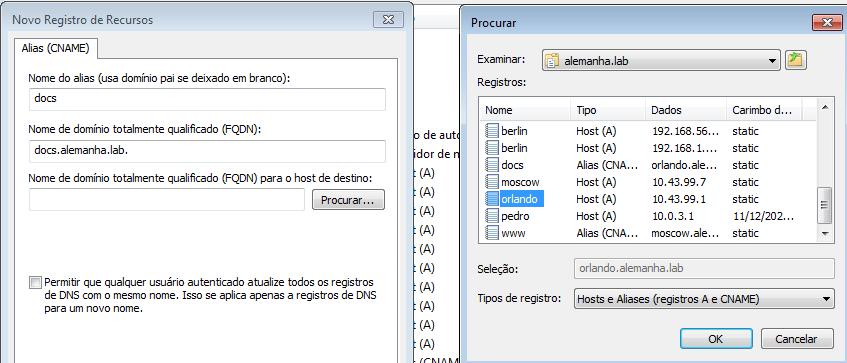 Novo Registro de Recursos
Alias (CNAME)
Nome do alias (usa domínio pai se deixado em branco):
docs
Nome de domínio totalmente qualificado (FQDN):
docs.alemanha.lab.
Nome de domínio totalmente qualificado (FQDN) para o host de destino:
Procurar...
Permitir que qualquer usuário autenticado atualize todos os registros
de DNS com o mesmo nome. Isso se aplica apenas a registros de DNS
para um novo nome.
o de auto
idor de n
t (A)
t (A)
t (A)
t (A)
t (A)
t (A)
t (A)
t (A)
t (A)
s (CNAME)
Procurar
Examinar:
alemanha.lab
Registros:
Nome Tipo Dados Carimbo d...
berlin Host (A) 192.168.56... static
berlin Host (A) 192.168.1.... static
docs Alias (CNA... orlando.ale... static
moscow Host (A) 10.43.99.7 static
orlando Host (A) 10.43.99.1 static
pedro Host (A) 10.0.3.1 11/12/202...
www Alias (CNA... moscow.ale... static
Seleção:
orlando.alemanha.lab
Tipos de registro:
Hosts e Aliases (registros A e CNAME)
OK
Cancelar